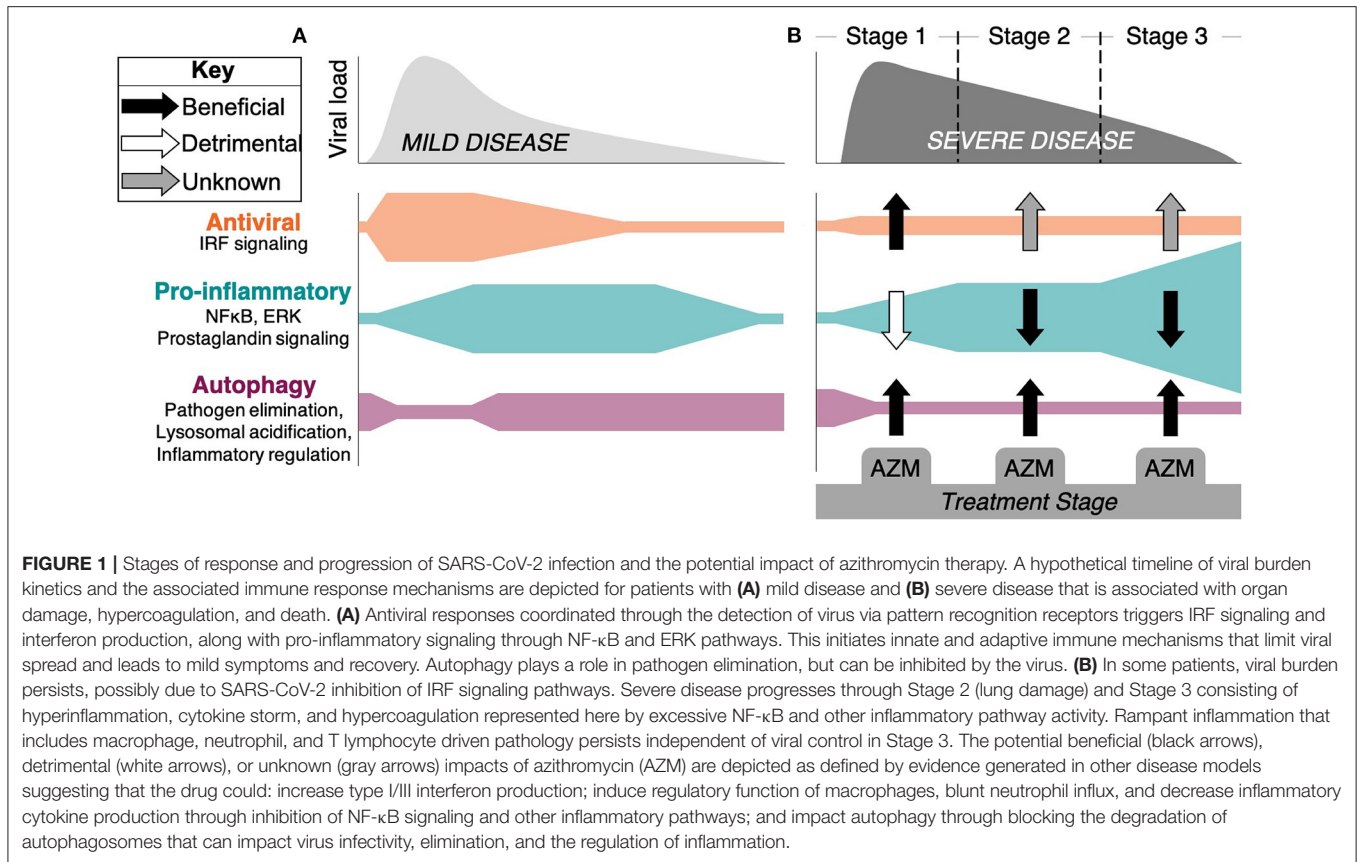 A
B
Stage 1
Stage 2
Stage 3
Key
Beneficial
Detrimental
Unknown
Viral load
MILD DISEASE
SEVERE DISEASE
Antiviral
IRF signaling
Pro-inflammatory
NFκB, ERK
Prostaglandin signaling
Autophagy
Pathogen elimination,
Lysosomal acidification,
Inflammatory regulation
AZM
AZM
AZM
Treatment Stage
FIGURE 1 | Stages of response and progression of SARS-CoV-2 infection and the potential impact of azithromycin therapy. A hypothetical timeline of viral burden
kinetics and the associated immune response mechanisms are depicted for patients with (A) mild disease and (B) severe disease that is associated with organ
damage, hypercoagulation, and death. (A) Antiviral responses coordinated through the detection of virus via pattern recognition receptors triggers IRF signaling and
interferon production, along with pro-inflammatory signaling through NF-κB and ERK pathways. This initiates innate and adaptive immune mechanisms that limit viral
spread and leads to mild symptoms and recovery. Autophagy plays a role in pathogen elimination, but can be inhibited by the virus. (B) In some patients, viral burden
persists, possibly due to SARS-CoV-2 inhibition of IRF signaling pathways. Severe disease progresses through Stage 2 (lung damage) and Stage 3 consisting of
hyperinflammation, cytokine storm, and hypercoagulation represented here by excessive NF-κB and other inflammatory pathway activity. Rampant inflammation that
includes macrophage, neutrophil, and T lymphocyte driven pathology persists independent of viral control in Stage 3. The potential beneficial (black arrows),
detrimental (white arrows), or unknown (gray arrows) impacts of azithromycin (AZM) are depicted as defined by evidence generated in other disease models
suggesting that the drug could: increase type I/III interferon production; induce regulatory function of macrophages, blunt neutrophil influx, and decrease inflammatory
cytokine production through inhibition of NF-κB signaling and other inflammatory pathways; and impact autophagy through blocking the degradation of
autophagosomes that can impact virus infectivity, elimination, and the regulation of inflammation.